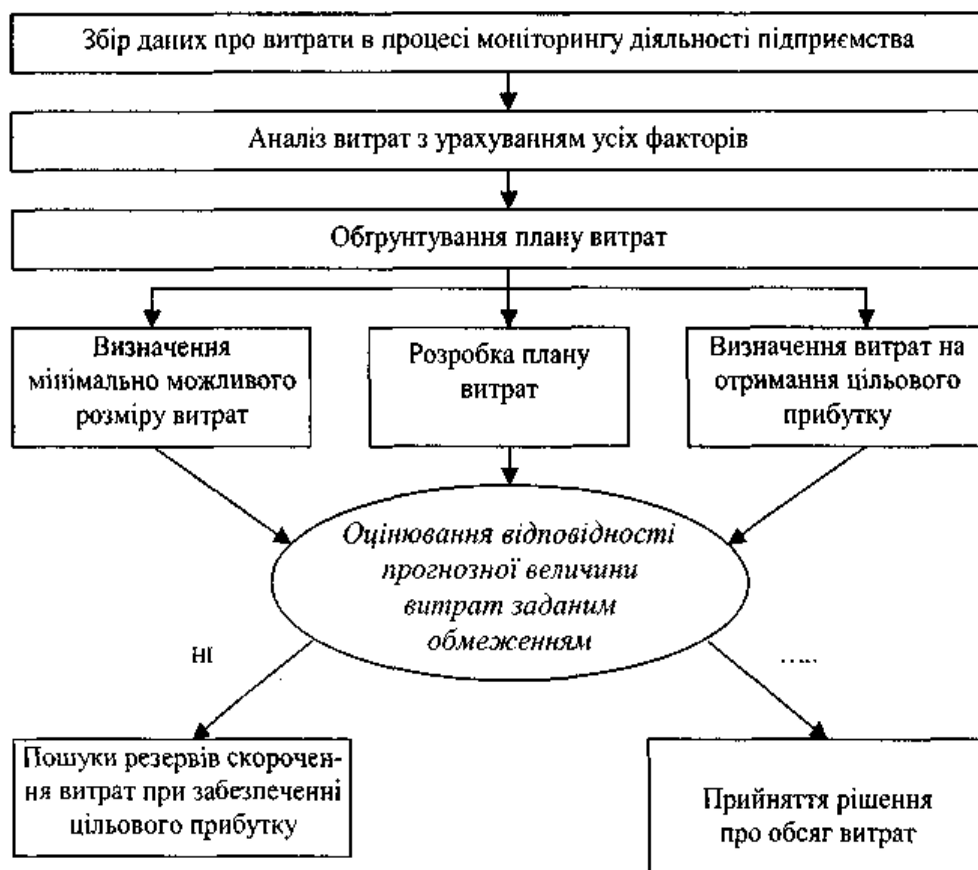 Збір даних про витрати в процесі моніторингу діяльності підприємства
Аналіз витрат з урахуванням усіх факторів
Обґрунтування плану витрат
Визначення
мінімально можливого
розміру витрат
Розробка плану
витрат
Визначення витрат на
отримання цільового
прибутку
Оцінювання відповідності
прогнозної величини
витрат заданим
обмеженням
ні
.....
Пошуки резервів скорочен-
ня витрат при забезпеченні
цільового прибутку
Прийняття рішення
про обсяг витрат